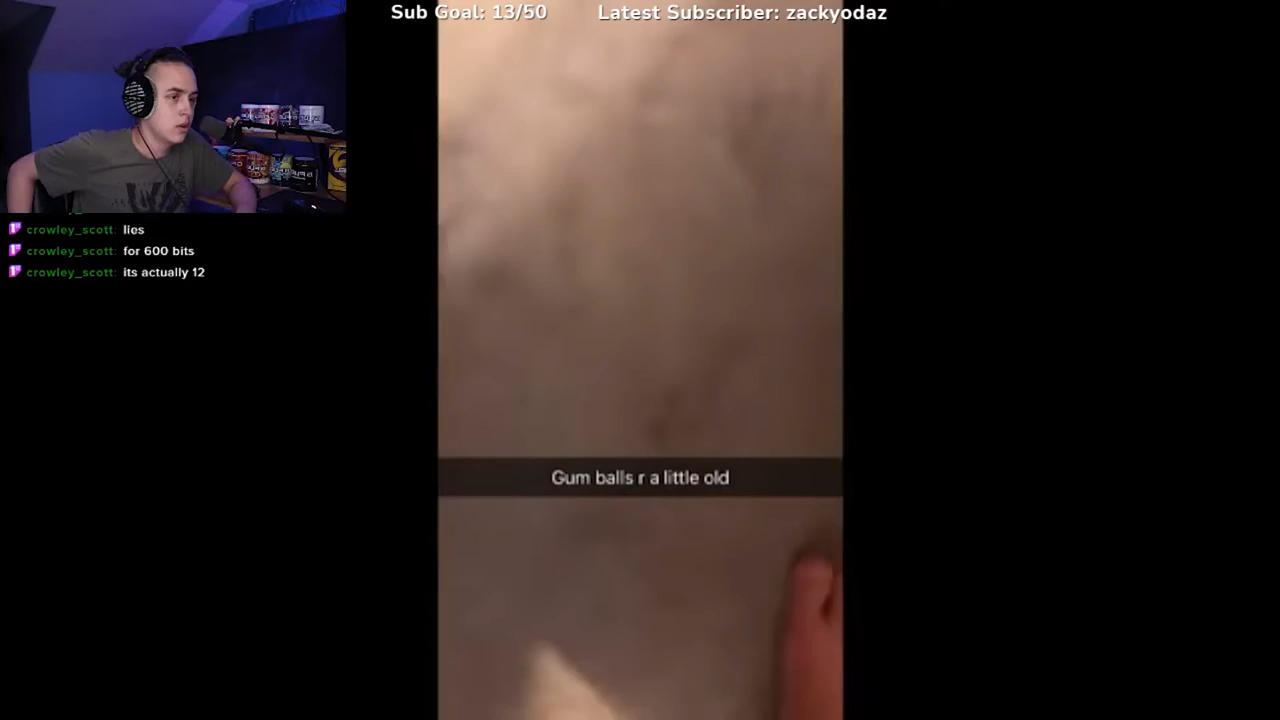 Sub Goal: 13/50
Latest Subscriber: zackyodaz
crowley_scott: lies
crowley_scott: for 600 bits
crowley_scott: its actually 12
Gum balls r a little old